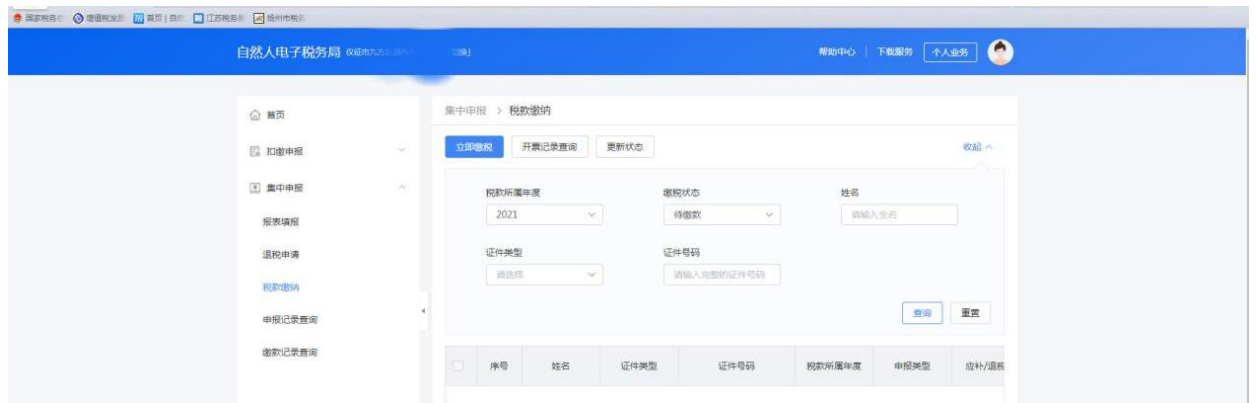 国家税务
增值税发
首页 | 自
江苏税务
扬州市税
自然人电子税务局 仪征市九
帮助中心 | 下载服务 个人业务
首页
扣缴申报
集中申报
报表填报
退税申请
税款缴纳
申报记录查询
缴款记录查询
集中申报 > 税款缴纳
立即缴税 开票记录查询 更新状态 收起
税款所属年度 缴税状态 姓名
2021 待缴款 请输入全名
证件类型 证件号码
请选择 请输入完整的证件号码
查询 重置
序号 姓名 证件类型 证件号码 税款所属年度 申报类型 应补/退税